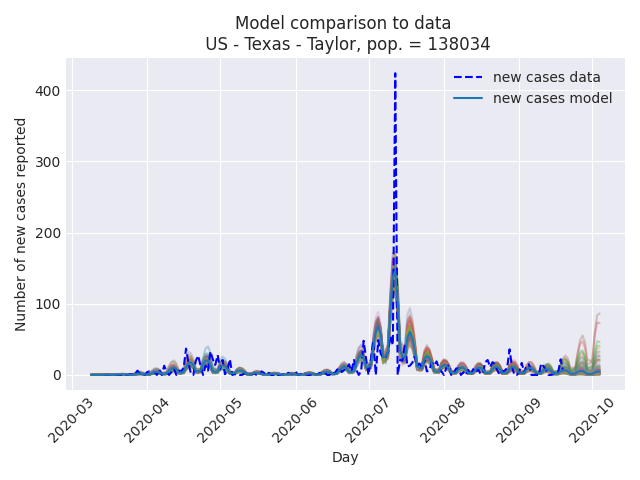 Model comparison to data
US - Texas - Taylor, pop. = 138034
new cases data
new cases model
Number of new cases reported
400
300
200
100
0
2020-03
2020-04
2020-05
2020-06
2020-07
2020-08
2020-09
2020-10
Day